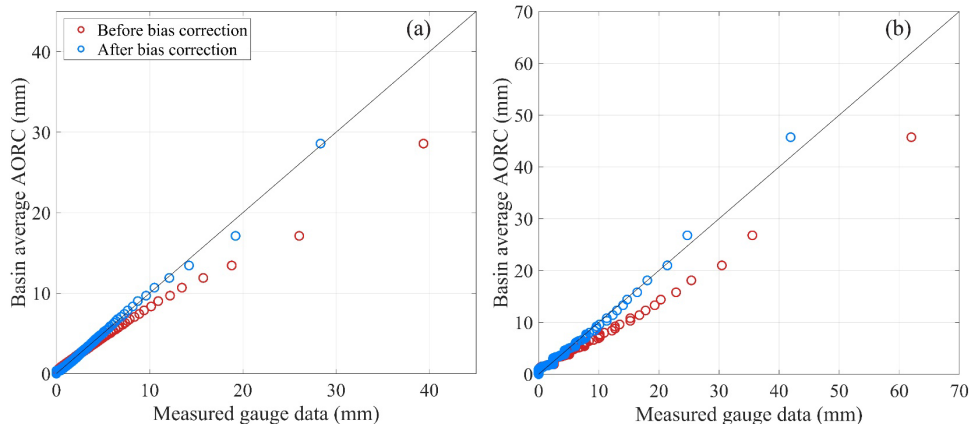 (a)
Before bias correction
After bias correction
Basin average AORC (mm)
40
30
20
10
0
0 10 20 30 40
Measured gauge data (mm)
(b)
Basin average AORC (mm)
70
60
50
40
30
20
10
0
0 10 20 30 40 50 60 70
Measured gauge data (mm)